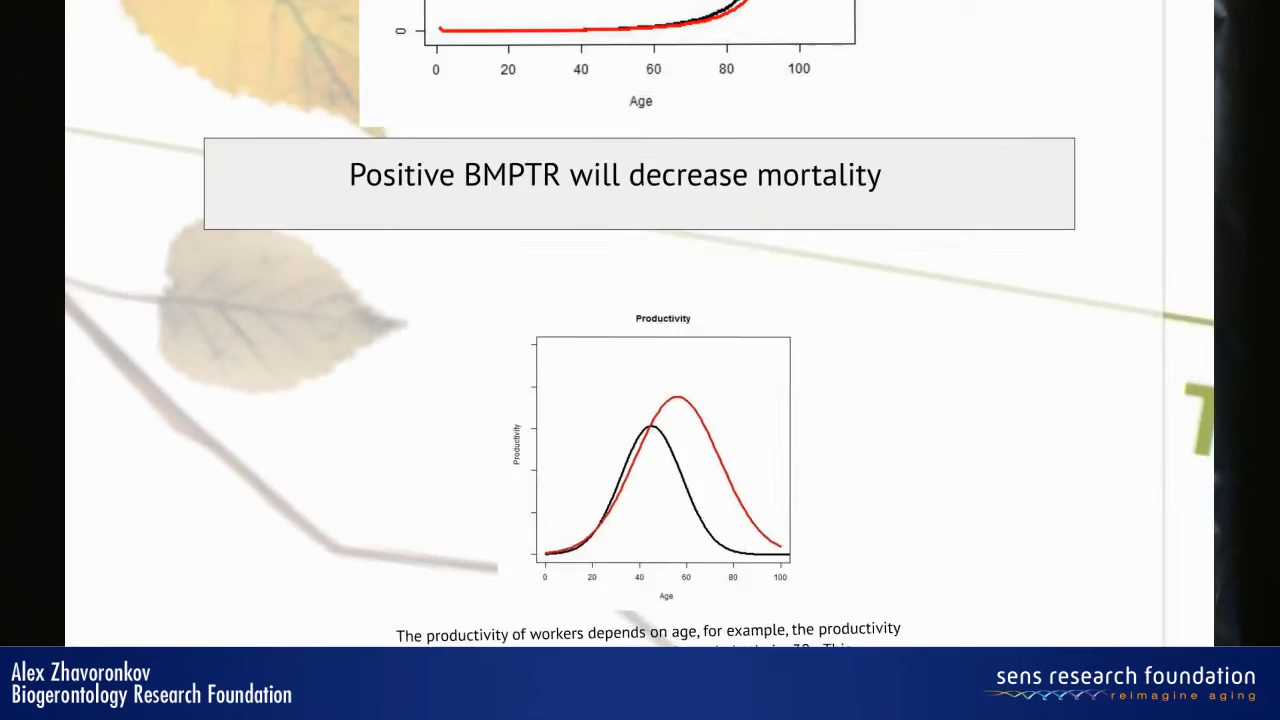 0
0 20 40 60 80 100
Age
Positive BMPTR will decrease mortality
Productivity
Productivity
0 20 40 60 80 100
Age
The productivity of workers depends on age, for example, the productivity
Alex Zhavoronkov
Biogerontology Research Foundation
sens research foundation
reimagine aging